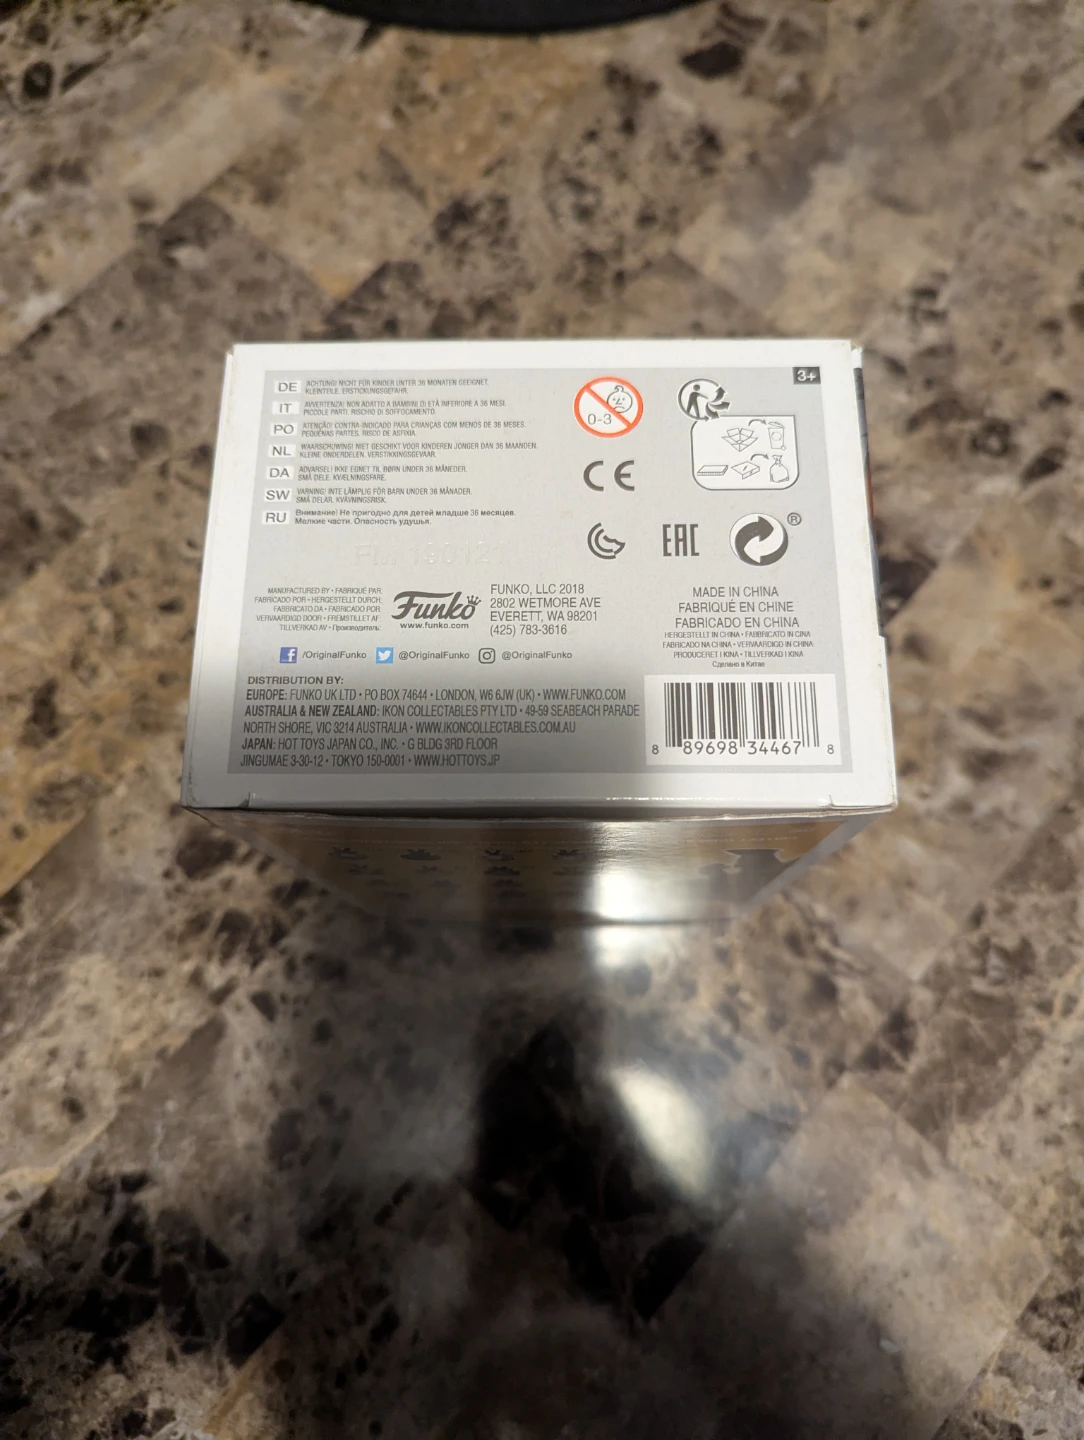 DE ACHTUNG! NICHT FÜR KINDER UNTER 36 MONATEN GEEIGNET.
KLEINTEILE. ERSTICKUNGSGEFAHR.
IT AVVERTENZA! NON ADATTO A BAMBINI DI ETÀ INFERIORE A 36 MESI.
PICCOLE PARTI. RISCHIO DI SOFFOCAMENTO.
PO ATENÇÃO! CONTRA-INDICADO PARA CRIANÇAS COM MENOS DE 36 MESES.
PEQUENAS PARTES. RISCO DE ASFIXIA.
NL WAARSCHUWING! NIET GESCHIKT VOOR KINDEREN JONGER DAN 36 MAANDEN.
KLEINE ONDERDELEN. VERSTIKKINGSGEVAAR.
DA ADVARSEL! IKKE EGNET TIL BØRN UNDER 36 MÅNEDER.
SMÅ DELE. KVÆLNINGSFARE.
SW VARNING! INTE LÄMPLIG FÖR BARN UNDER 36 MÅNADER.
SMÅ DELAR. KVÄVNINGSRISK.
RU Внимание! Не пригодно для детей младше 36 месяцев.
Мелкие части. Опасность удушья.
0-3
3+
CE
EAC
®
MANUFACTURED BY • FABRIQUÉ PAR
FABRICADO POR • HERGESTELLT DURCH:
FABBRICATO DA • FABRICADO POR
VERVAARDIGD DOOR • FREMSTILLET AF
TILLVERKAD AV • Производитель:
Funko
www.funko.com
FUNKO, LLC 2018
2802 WETMORE AVE
EVERETT, WA 98201
(425) 783-3616
MADE IN CHINA
FABRIQUÉ EN CHINE
FABRICADO EN CHINA
HERGESTELLT IN CHINA • FABBRICATO IN CINA
FABRICADO NA CHINA • VERVAARDIGD IN CHINA
PRODUCERET I KINA • TILLVERKAD I KINA
Сделано в Китае
/OriginalFunko @OriginalFunko @OriginalFunko
DISTRIBUTION BY:
EUROPE: FUNKO UK LTD • PO BOX 74644 • LONDON, W6 6JW (UK) • WWW.FUNKO.COM
AUSTRALIA & NEW ZEALAND: IKON COLLECTABLES PTY LTD • 49-59 SEABEACH PARADE
NORTH SHORE, VIC 3214 AUSTRALIA • WWW.IKONCOLLECTABLES.COM.AU
JAPAN: HOT TOYS JAPAN CO., INC. • G BLDG 3RD FLOOR
JINGUMAE 3-30-12 • TOKYO 150-0001 • WWW.HOTTOYS.JP
8 89698 34467 8